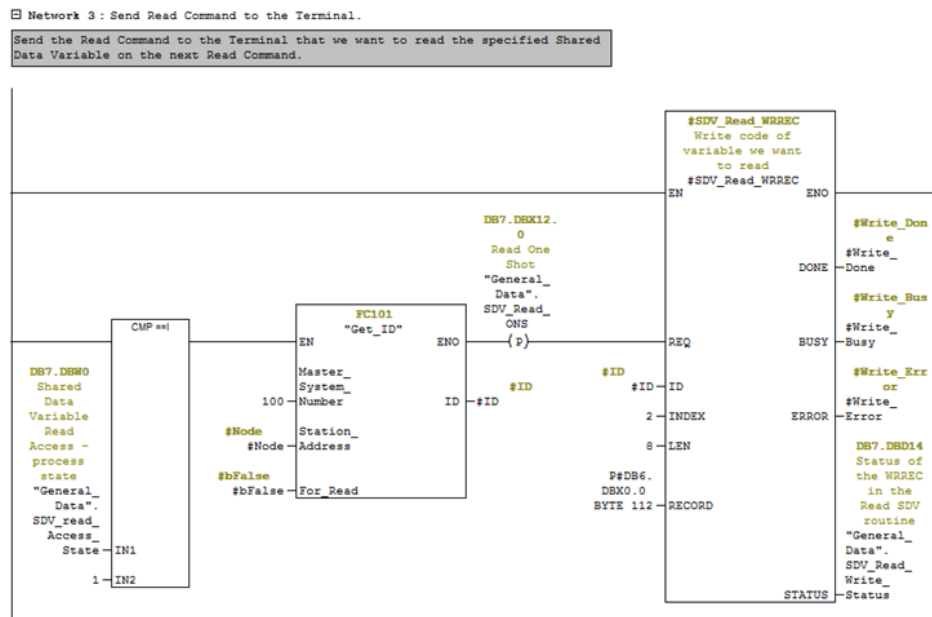 Network 3 : Send Read Command to the Terminal.
Send the Read Command to the Terminal that we want to read the specified Shared
Data Variable on the next Read Command.
#SDV_Read_WRREC
Write code of
variable we want
to read
#SDV_Read_WRREC
EN ENO
DB7.DBX12.
0
Read One
Shot
"General_
Data".
SDV_Read_
ONS
(P)
CMP ==I
DB7.DBW0
Shared
Data
Variable
Read
Access -
process
state
"General_
Data".
SDV_read_
Access_
State IN1
1 IN2
FC101
"Get_ID"
EN ENO
Master_
System_
100 Number
ID #ID
#ID
#Node
Station_
#Node Address
#bFalse
#bFalse For_Read
REQ
#ID
#ID ID
2 INDEX
8 LEN
P#DB6.
DBX0.0
BYTE 112 RECORD
#Write_Don
e
#Write_
DONE Done
#Write_Bus
y
#Write_
BUSY Busy
#Write_Err
or
#Write_
ERROR Error
DB7.DBD14
Status of
the WRREC
in the
Read SDV
routine
"General_
Data".
SDV_Read_
Write_
STATUS Status